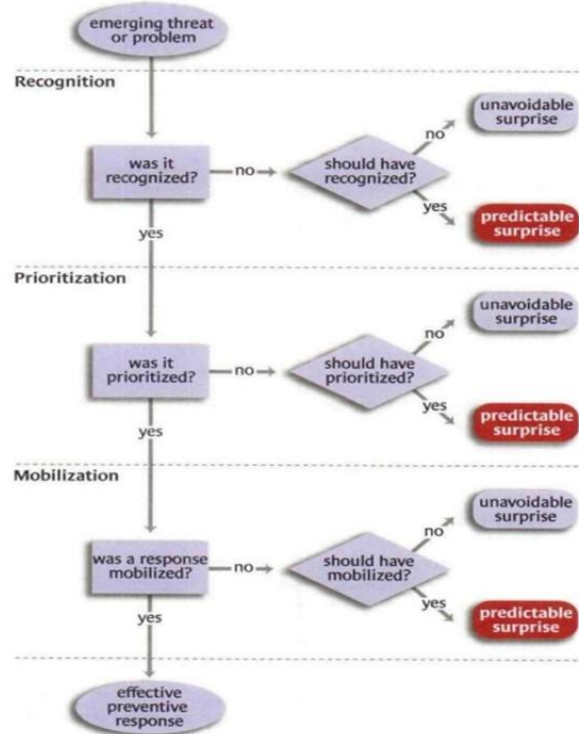 emerging threat
or problem
Recognition
was it
recognized?
no
should have
recognized?
no
unavoidable
surprise
yes
predictable
surprise
yes
Prioritization
was it
prioritized?
no
should have
prioritized?
no
unavoidable
surprise
yes
predictable
surprise
yes
Mobilization
was a response
mobilized?
no
should have
mobilized?
no
unavoidable
surprise
yes
predictable
surprise
yes
effective
preventive
response